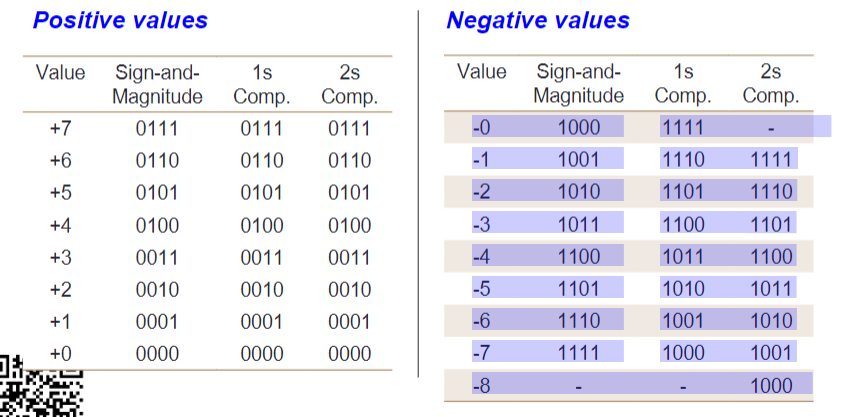 Positive values
Value Sign-and-Magnitude 1s Comp. 2s Comp.
+7 0111 0111 0111
+6 0110 0110 0110
+5 0101 0101 0101
+4 0100 0100 0100
+3 0011 0011 0011
+2 0010 0010 0010
+1 0001 0001 0001
+0 0000 0000 0000
Negative values
Value Sign-and-Magnitude 1s Comp. 2s Comp.
-0 1000 1111 -
-1 1001 1110 1111
-2 1010 1101 1110
-3 1011 1100 1101
-4 1100 1011 1100
-5 1101 1010 1011
-6 1110 1001 1010
-7 1111 1000 1001
-8 - - 1000